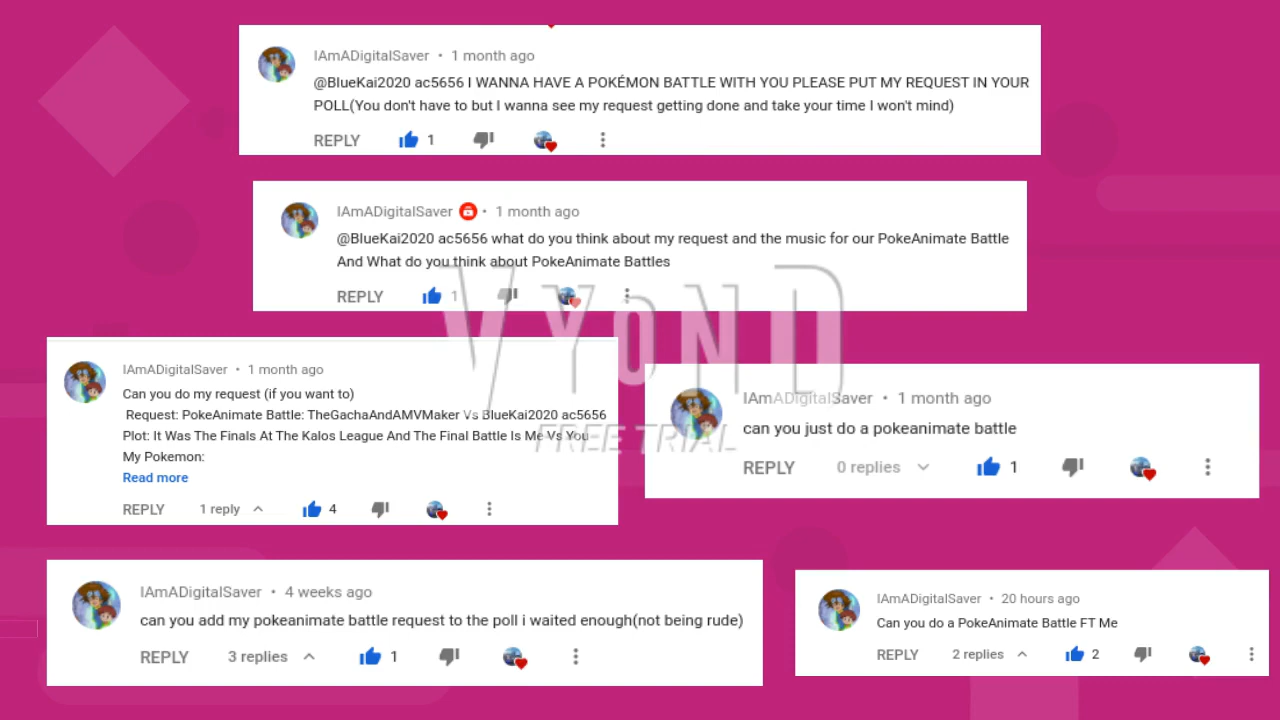 IAmADigitalSaver • 1 month ago
@BlueKai2020 ac5656 I WANNA HAVE A POKÉMON BATTLE WITH YOU PLEASE PUT MY REQUEST IN YOUR
POLL(You don't have to but I wanna see my request getting done and take your time I won't mind)
REPLY 1
IAmADigitalSaver • 1 month ago
@BlueKai2020 ac5656 what do you think about my request and the music for our PokeAnimate Battle
And What do you think about PokeAnimate Battles
REPLY 1
VYOND
FREE TRIAL
IAmADigitalSaver • 1 month ago
Can you do my request (if you want to)
Request: PokeAnimate Battle: TheGachaAndAMVMaker Vs BlueKai2020 ac5656
Plot: It Was The Finals At The Kalos League And The Final Battle Is Me Vs You
My Pokemon:
Read more
REPLY 1 reply 4
IAmADigitalSaver • 1 month ago
can you just do a pokeanimate battle
REPLY 0 replies 1
IAmADigitalSaver • 4 weeks ago
can you add my pokeanimate battle request to the poll i waited enough(not being rude)
REPLY 3 replies 1
IAmADigitalSaver • 20 hours ago
Can you do a PokeAnimate Battle FT Me
REPLY 2 replies 2